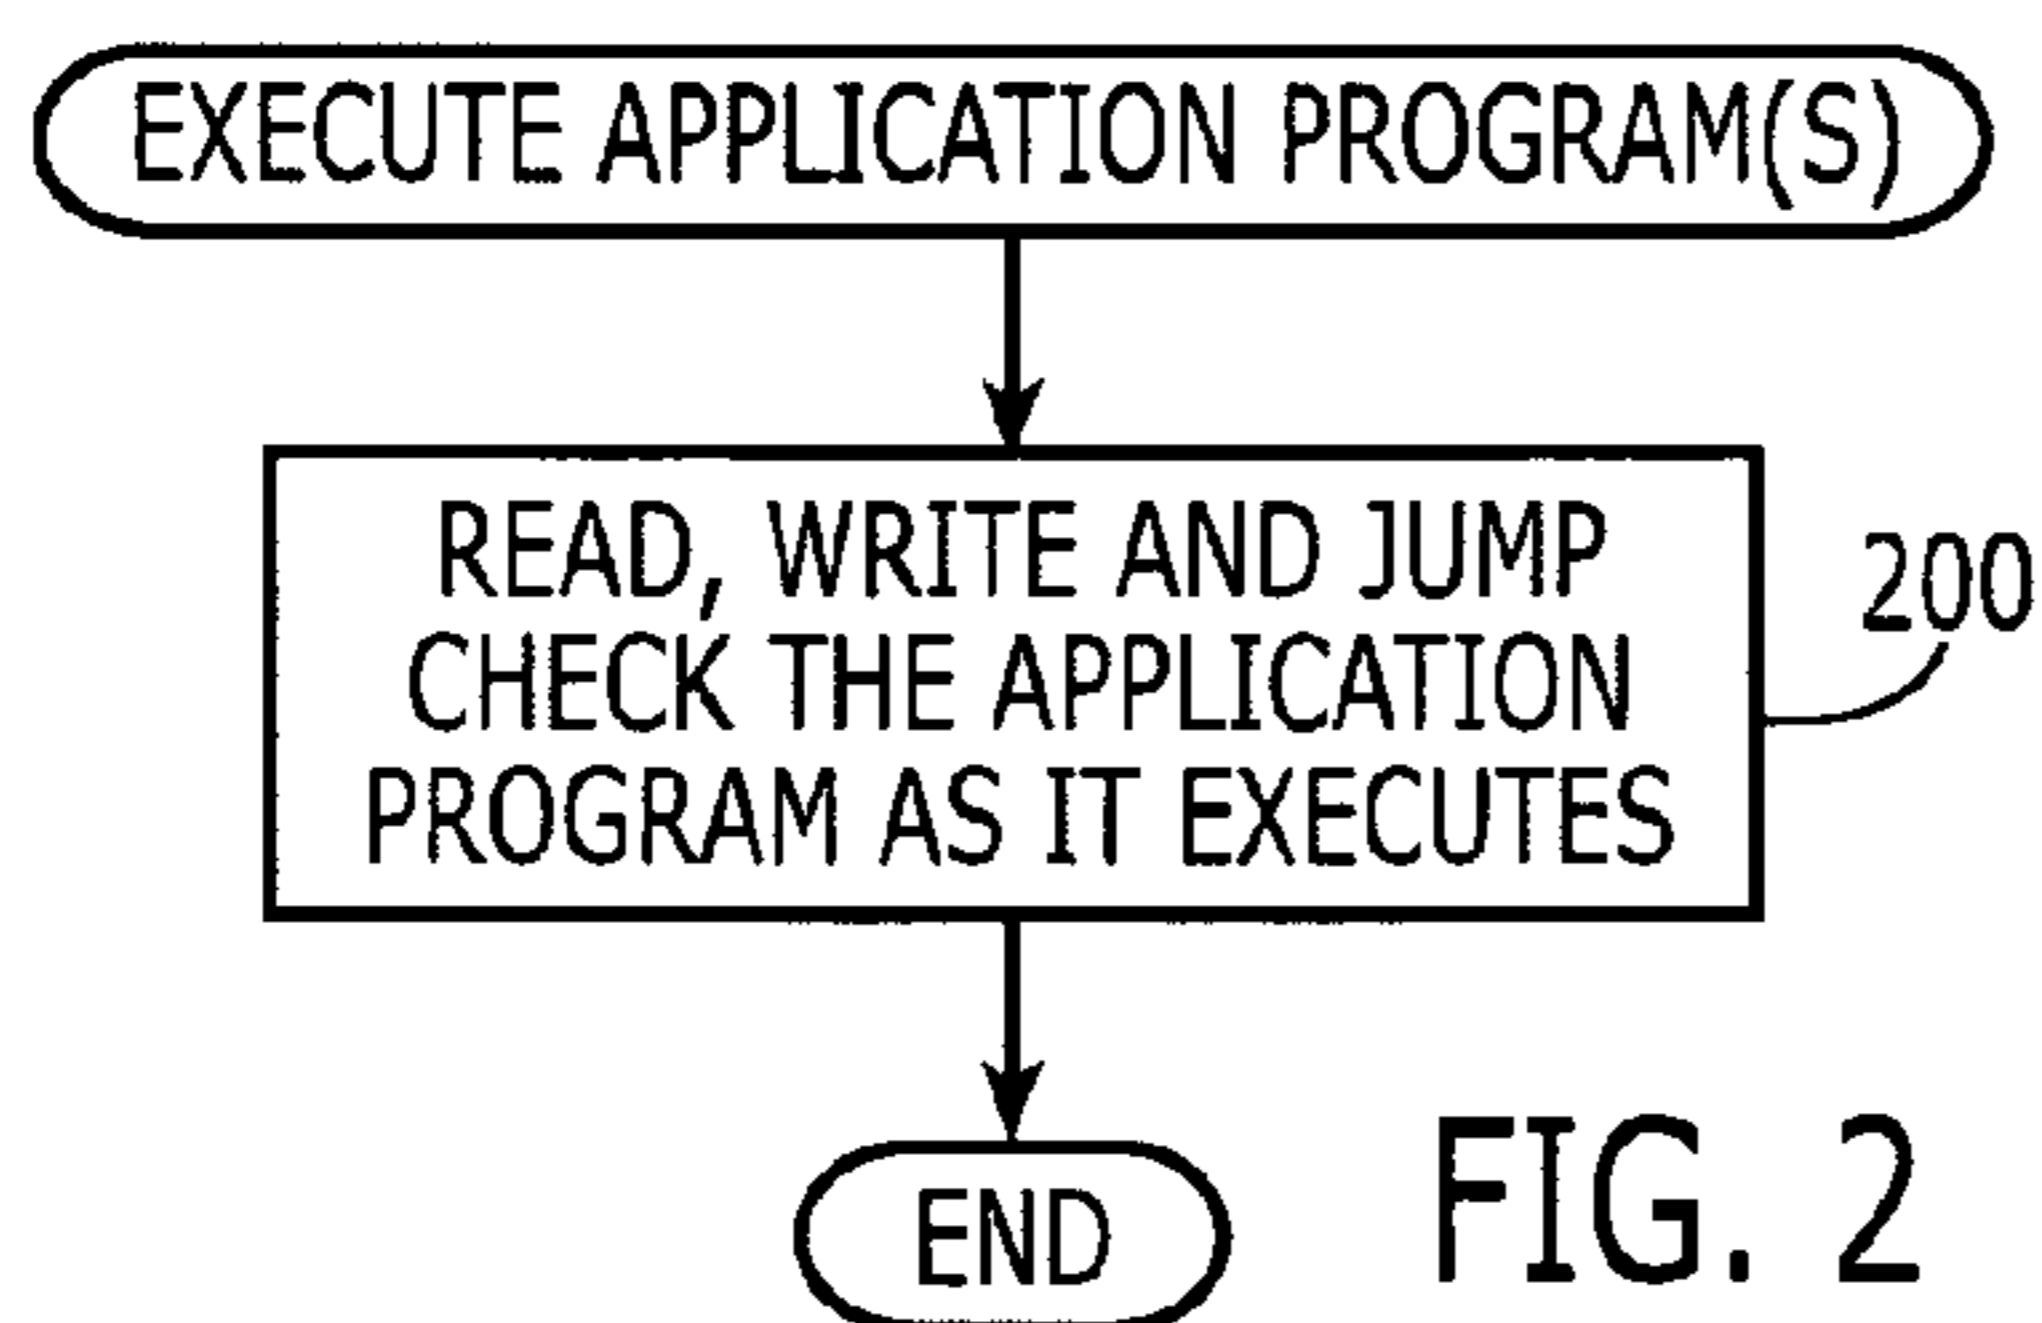 EXECUTE APPLICATION PROGRAM(S)
READ, WRITE AND JUMP
CHECK THE APPLICATION
PROGRAM AS IT EXECUTES
200
END
FIG. 2